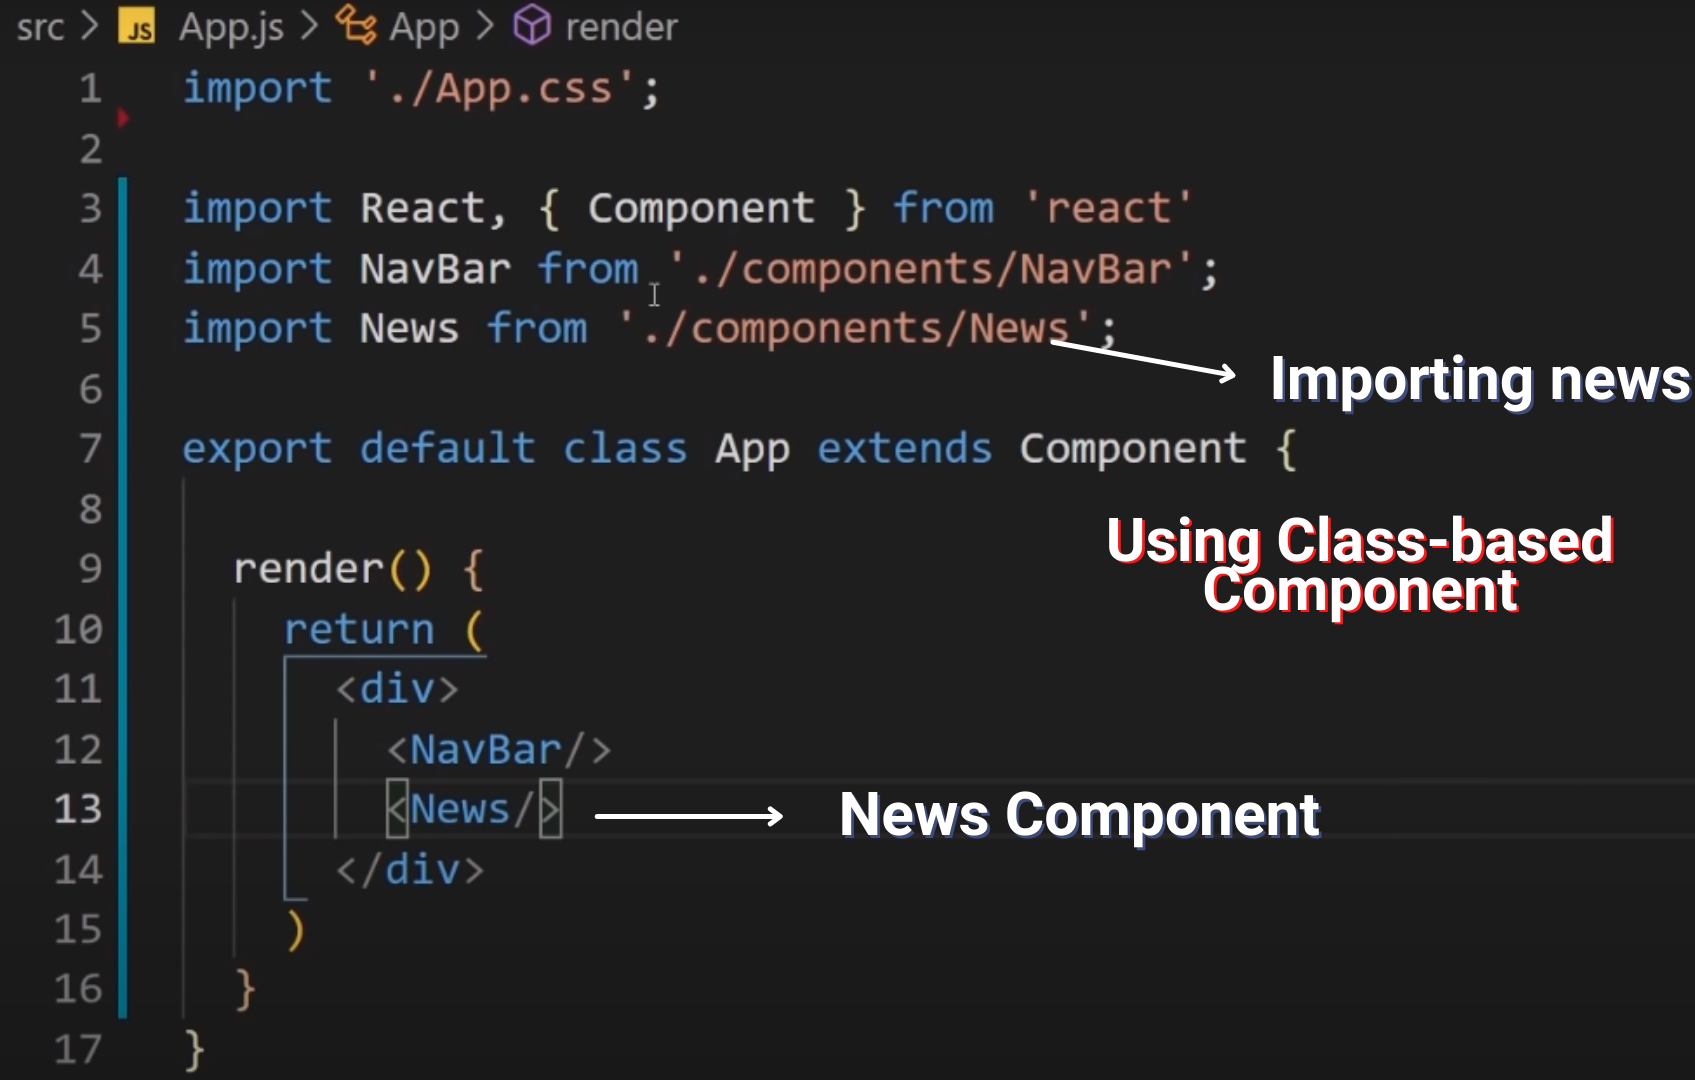 src > JS App.js > App > render
1 import './App.css';
2
3 import React, { Component } from 'react'
4 import NavBar from './components/NavBar';
5 import News from './components/News';
Importing news
6
7 export default class App extends Component {
8
Using Class-based
Component
9 render() {
10 return (
11 <div>
12 <NavBar/>
13 <News/>
News Component
14 </div>
15 )
16 }
17 }